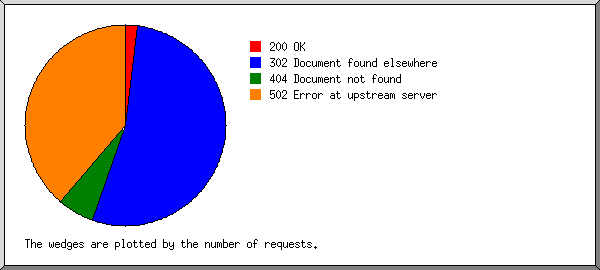 200 OK
302 Document found elsewhere
404 Document not found
502 Error at upstream server
The wedges are plotted by the number of requests.